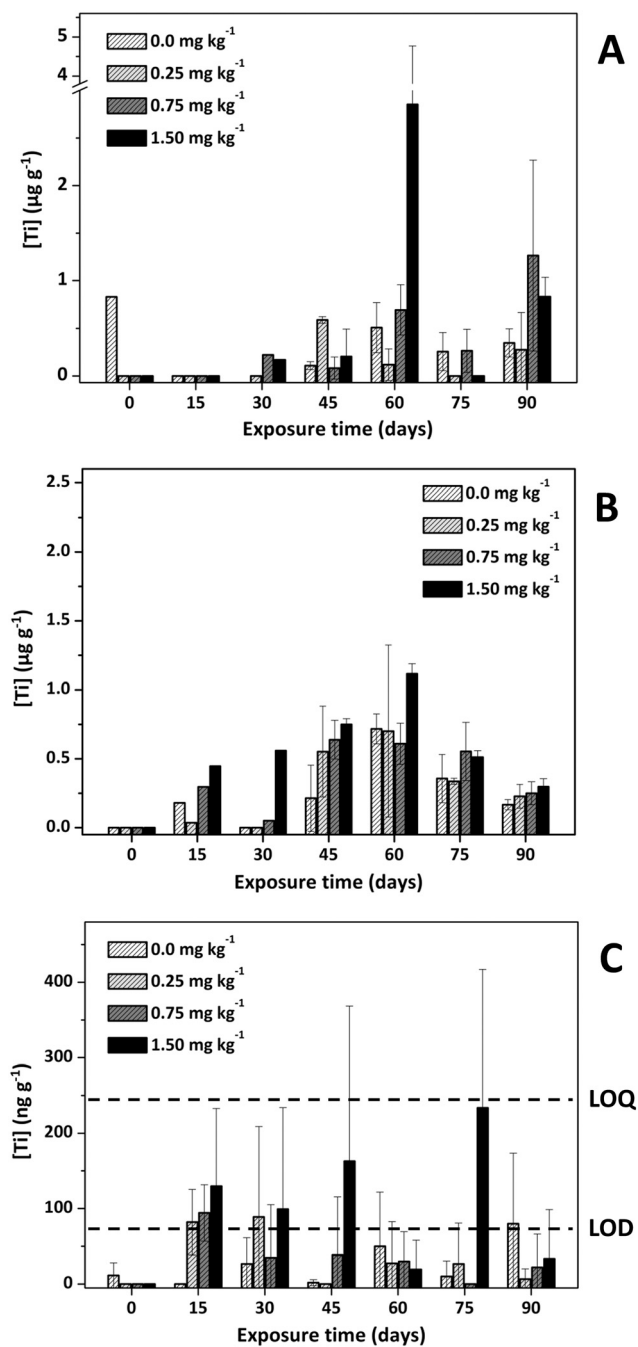 A
0.0 mg kg⁻¹
0.25 mg kg⁻¹
0.75 mg kg⁻¹
1.50 mg kg⁻¹
5
4
2
1
0
[Ti] (µg g⁻¹)
0 15 30 45 60 75 90
Exposure time (days)
B
0.0 mg kg⁻¹
0.25 mg kg⁻¹
0.75 mg kg⁻¹
1.50 mg kg⁻¹
2.5
2.0
1.5
1.0
0.5
0.0
[Ti] (µg g⁻¹)
0 15 30 45 60 75 90
Exposure time (days)
C
0.0 mg kg⁻¹
0.25 mg kg⁻¹
0.75 mg kg⁻¹
1.50 mg kg⁻¹
400
300
200
100
0
[Ti] (ng g⁻¹)
LOQ
LOD
0 15 30 45 60 75 90
Exposure time (days)